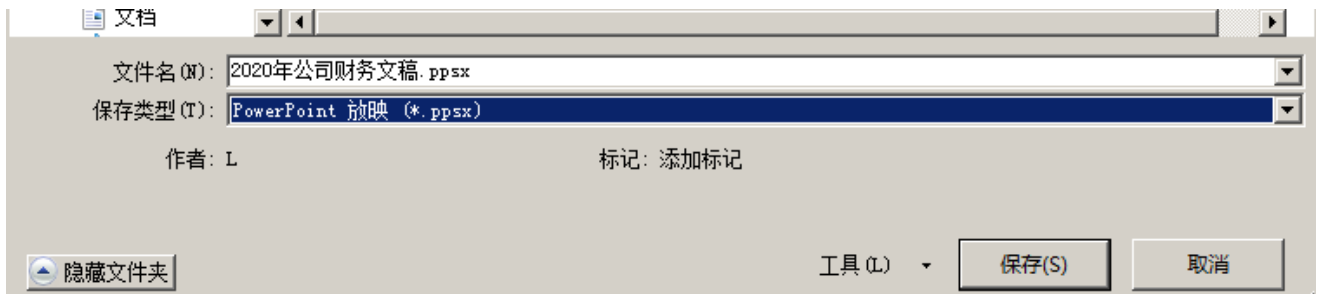 文档
文件名(N): 2020年公司财务文稿.ppsx
保存类型(T): PowerPoint 放映 (*.ppsx)
作者: L 标记: 添加标记
隐藏文件夹 工具(L) 保存(S) 取消